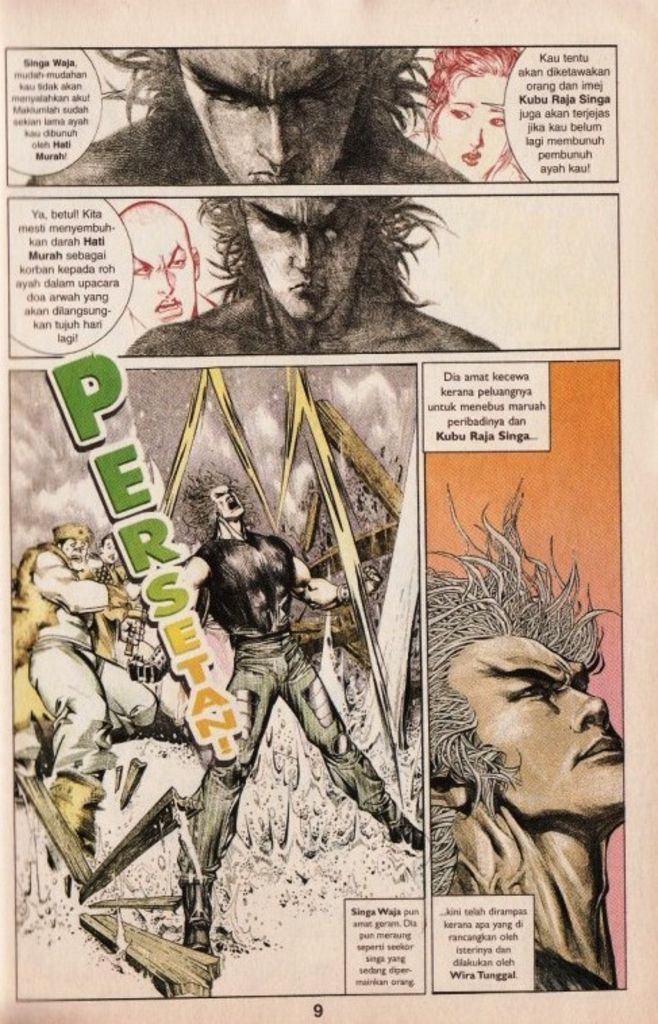 Singa Waja,
mudah-mudahan
kau tidak akan
menyalahkan aku!
Maklumlah sudah
sekian lama ayah
kau dibunuh
oleh Hati
Murah!
Kau tentu
akan diketawakan
orang dan imej
Kubu Raja Singa
juga akan terjejas
jika kau belum
lagi membunuh
pembunuh
ayah kau!
Ya, betul! Kita
mesti menyembuh-
kan darah Hati
Murah sebagai
korban kepada roh
ayah dalam upacara
doa arwah yang
akan dilangsung-
kan tujuh hari
lagi!
PERSETAN!
Dia amat kecewa
kerana peluangnya
untuk menebus maruah
peribadinya dan
Kubu Raja Singa...
Singa Waja pun
amat geram. Dia
pun meraung
seperti seekor
singa yang
sedang diper-
mainkan orang.
...kini telah dirampas
kerana apa yang di
rancangkan oleh
isterinya dan
dilakukan oleh
Wira Tunggal.
9